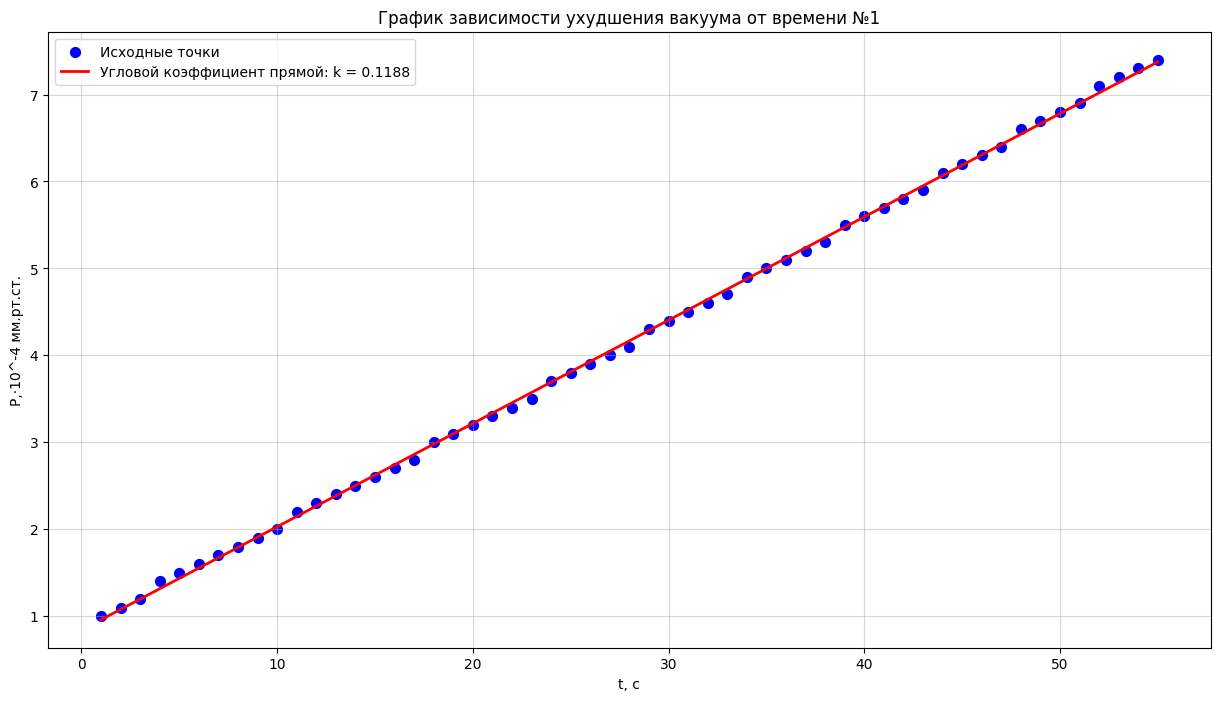 График зависимости ухудшения вакуума от времени №1
Исходные точки
Угловой коэффициент прямой: k = 0.1188
P,·10^-4 мм.рт.ст.
7
6
5
4
3
2
1
0 10 20 30 40 50
t, с